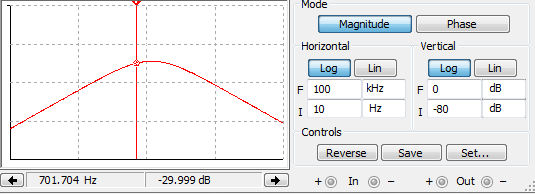 Mode
Magnitude Phase
Horizontal Vertical
Log Lin Log Lin
F 100 kHz F 0 dB
I 10 Hz I -80 dB
Controls
Reverse Save Set...
701.704 Hz -29.999 dB + In − + Out −